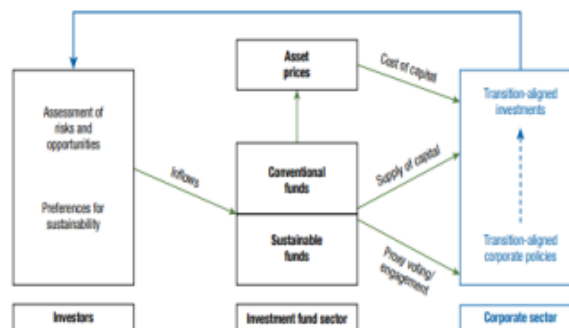 Asset
prices
Cost of capital
Assessment of
risks and
opportunities
Transition-aligned
investments
Inflows
Conventional
funds
Supply of capital
Preferences for
sustainability
Sustainable
funds
Proxy voting/
engagement
Transition-aligned
corporate policies
Investors
Investment fund sector
Corporate sector